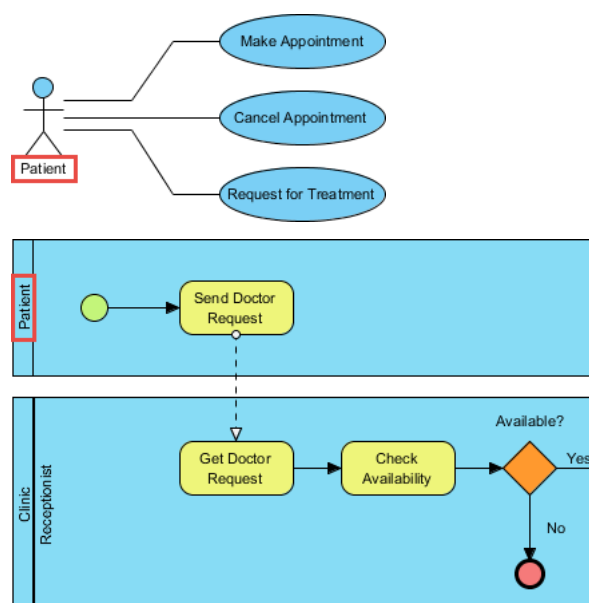 Make Appointment
Cancel Appointment
Patient
Request for Treatment
Patient
Send Doctor
Request
Clinic
Receptionist
Get Doctor
Request
Check
Availability
Available?
Yes
No